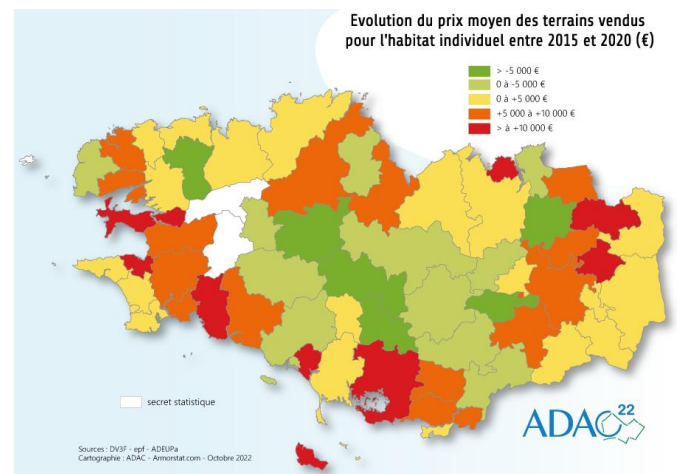 Evolution du prix moyen des terrains vendus
pour l'habitat individuel entre 2015 et 2020 (€)
> -5 000 €
0 à -5 000 €
0 à +5 000 €
+5 000 à +10 000 €
> à +10 000 €
secret statistique
ADAC 22
Sources : DV3F - epf - ADEUPa
Cartographie : ADAC - Armorstat.com - Octobre 2022